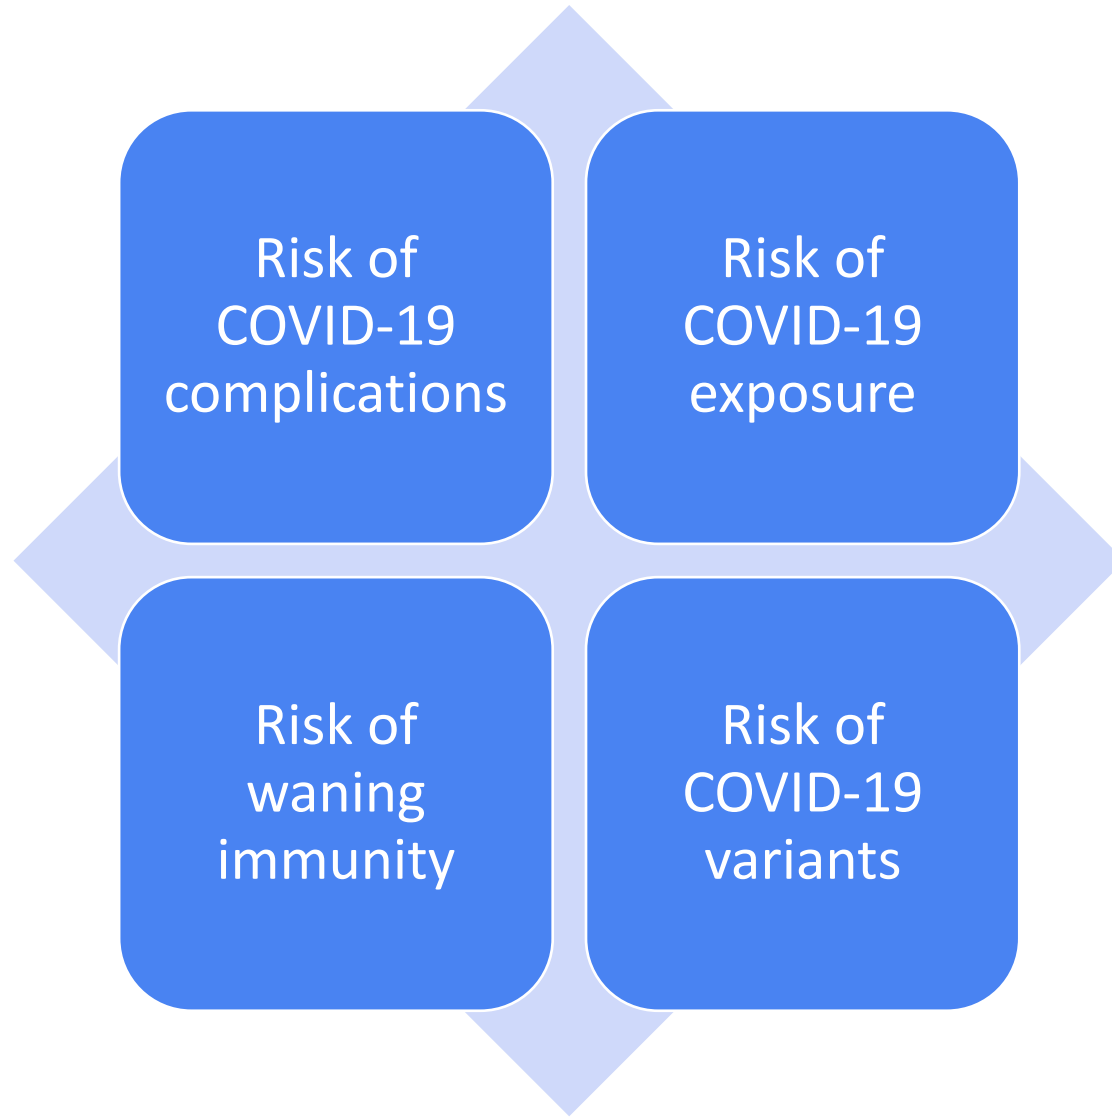 Risk of
COVID-19
complications
Risk of
COVID-19
exposure
Risk of
waning
immunity
Risk of
COVID-19
variants